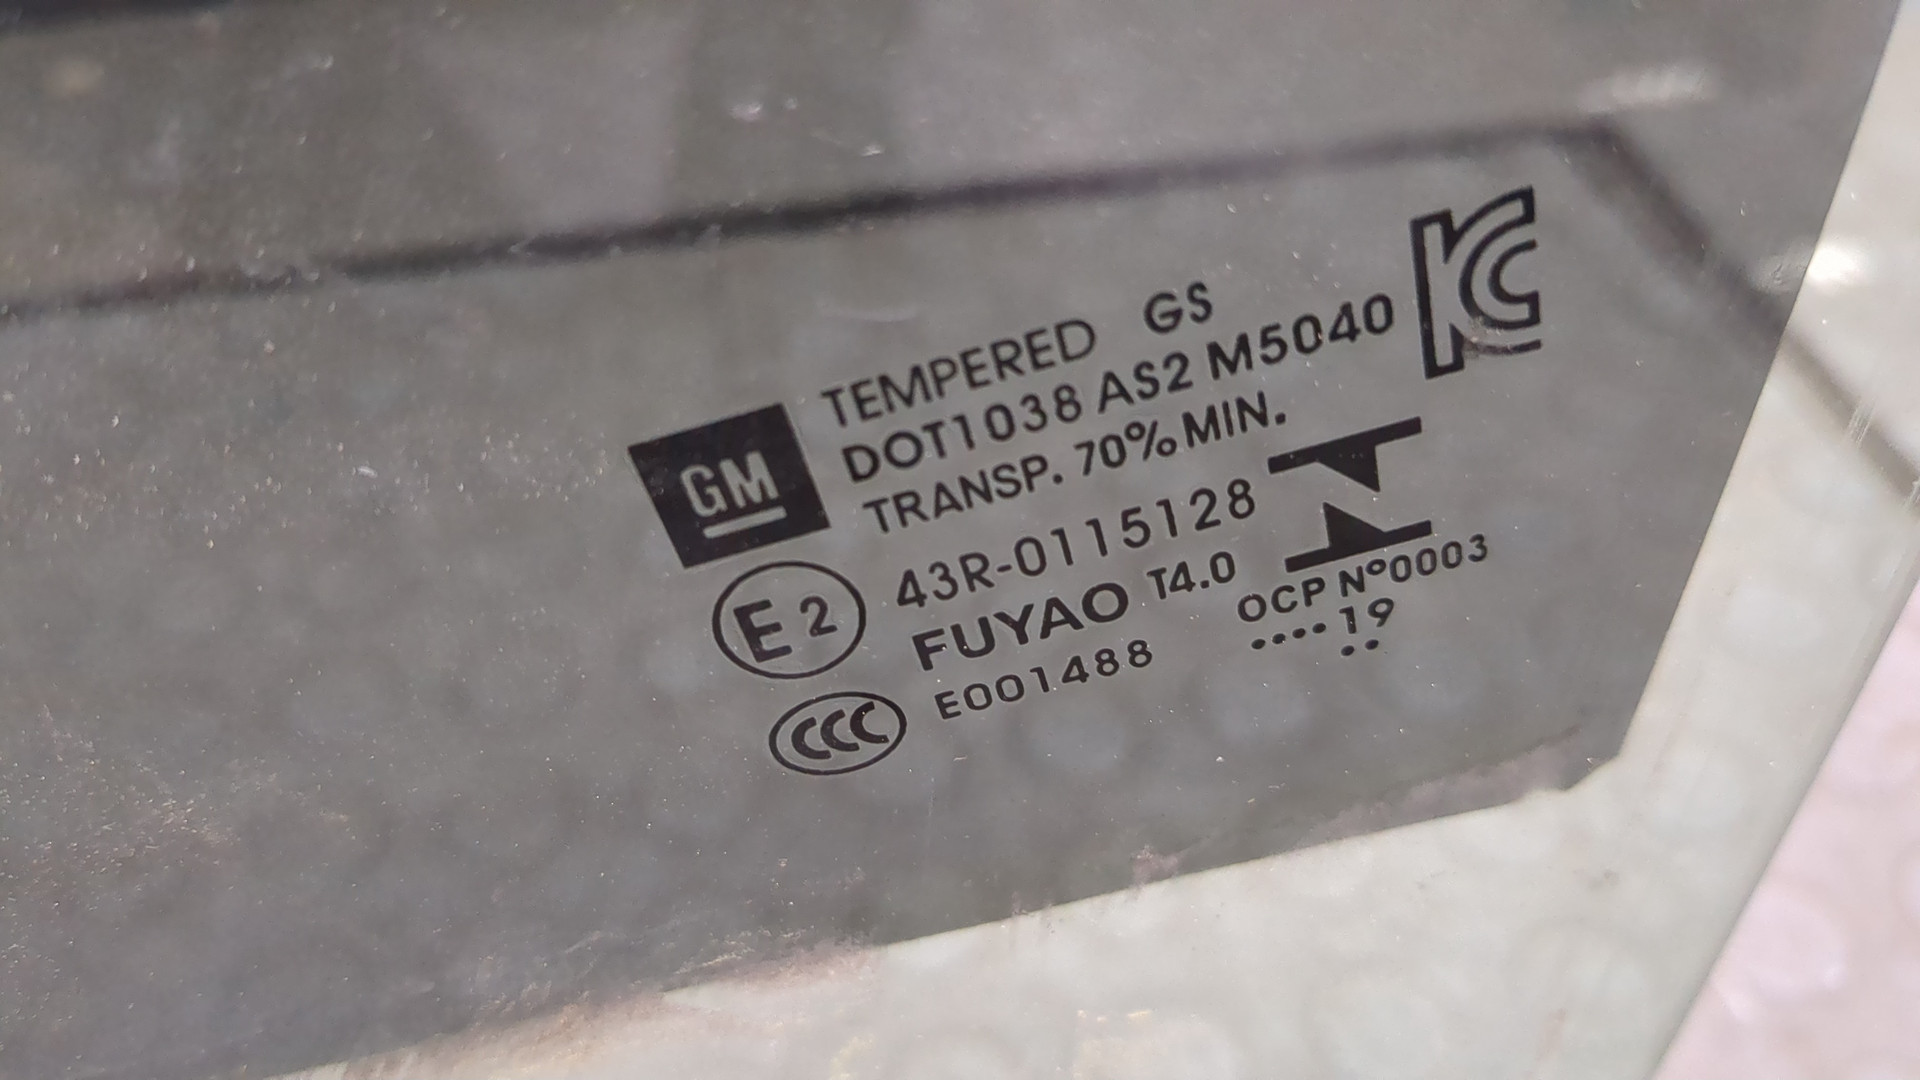 TEMPERED GS
DOT1038 AS2 M5040
TRANSP. 70% MIN.
GM
43R-0115128
E2
FUYAO T4.0
OCP Nº0003
E001488
....19
..
CCC
KC